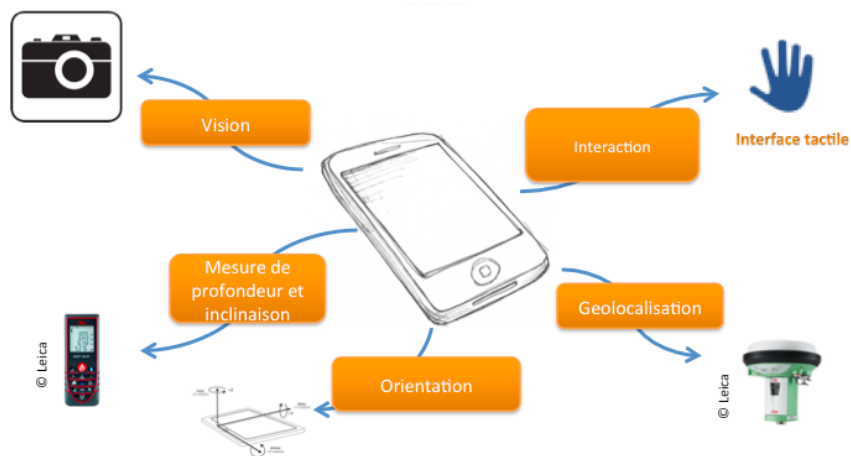 Vision
Interaction
Interface tactile
Mesure de
profondeur et
inclinaison
Geolocalisation
© Leica
Orientation
© Leica